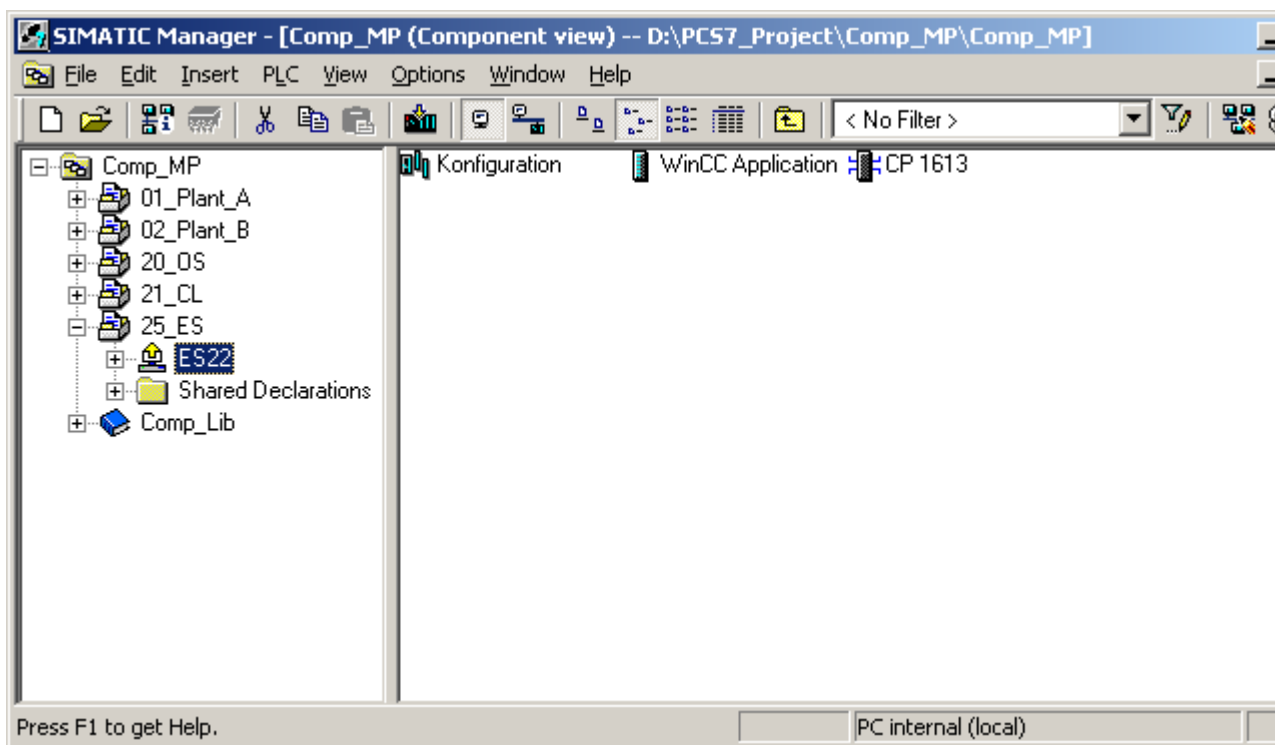 SIMATIC Manager - [Comp_MP (Component view) -- D:\PCS7_Project\Comp_MP\Comp_MP]
File Edit Insert PLC View Options Window Help
< No Filter >
Comp_MP
01_Plant_A
02_Plant_B
20_OS
21_CL
25_ES
ES22
Shared Declarations
Comp_Lib
Konfiguration WinCC Application CP 1613
Press F1 to get Help. PC internal (local)